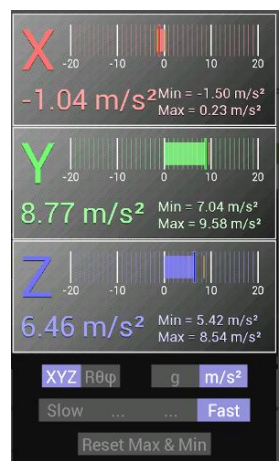 X
-20 -10 0 10 20
-1.04 m/s²
Min = -1.50 m/s²
Max = 0.23 m/s²
Y
-20 -10 0 10 20
8.77 m/s²
Min = 7.04 m/s²
Max = 9.58 m/s²
Z
-20 -10 0 10 20
6.46 m/s²
Min = 5.42 m/s²
Max = 8.54 m/s²
XYZ Rθφ g m/s²
Slow ... ... Fast
Reset Max & Min